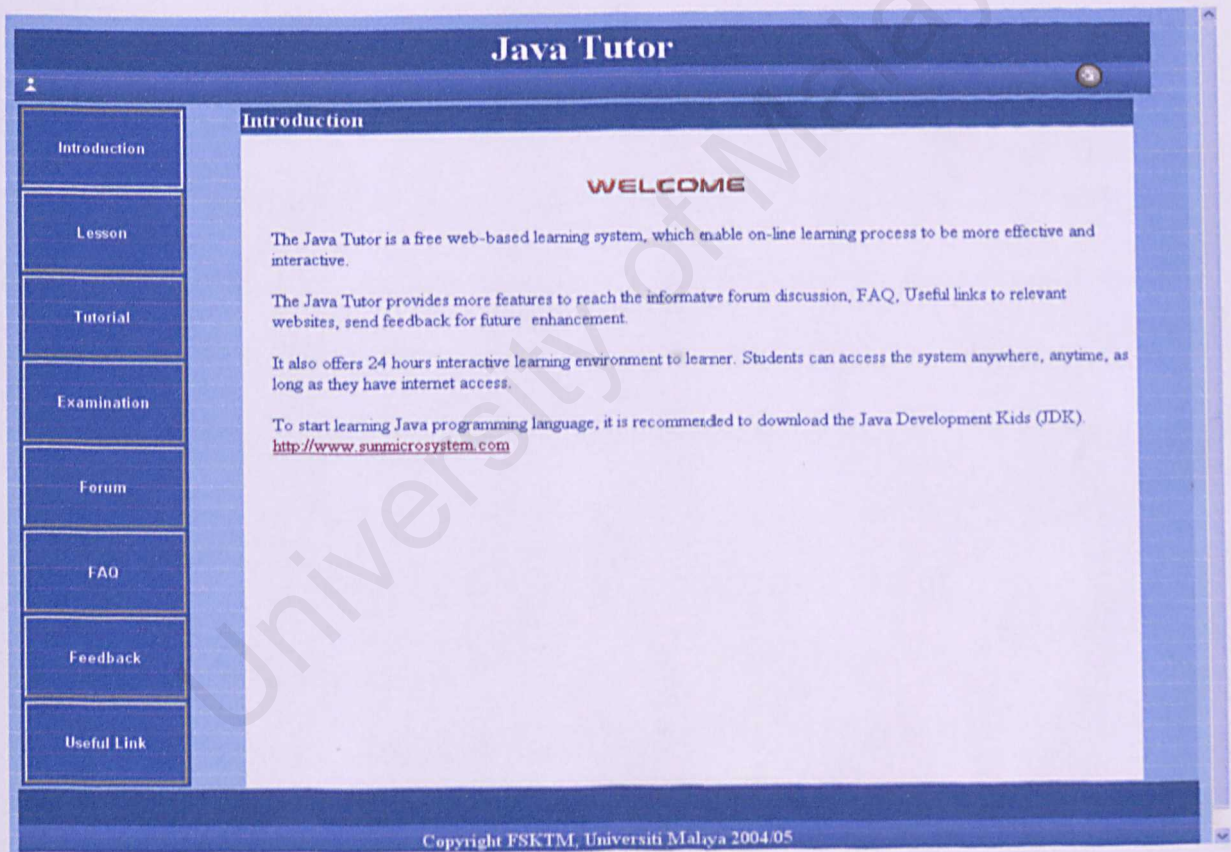 Java Tutor
Introduction
Lesson
Tutorial
Examination
Forum
FAQ
Feedback
Useful Link
Introduction
WELCOME
The Java Tutor is a free web-based learning system, which enable on-line learning process to be more effective and
interactive.
The Java Tutor provides more features to reach the informatve forum discussion, FAQ, Useful links to relevant
websites, send feedback for future enhancement.
It also offers 24 hours interactive learning environment to learner. Students can access the system anywhere, anytime, as
long as they have internet access.
To start learning Java programming language, it is recommended to download the Java Development Kids (JDK).
http://www.sunmicrosystem.com
Copyright FSKTM, Universiti Malaya 2004/05
University of Malay